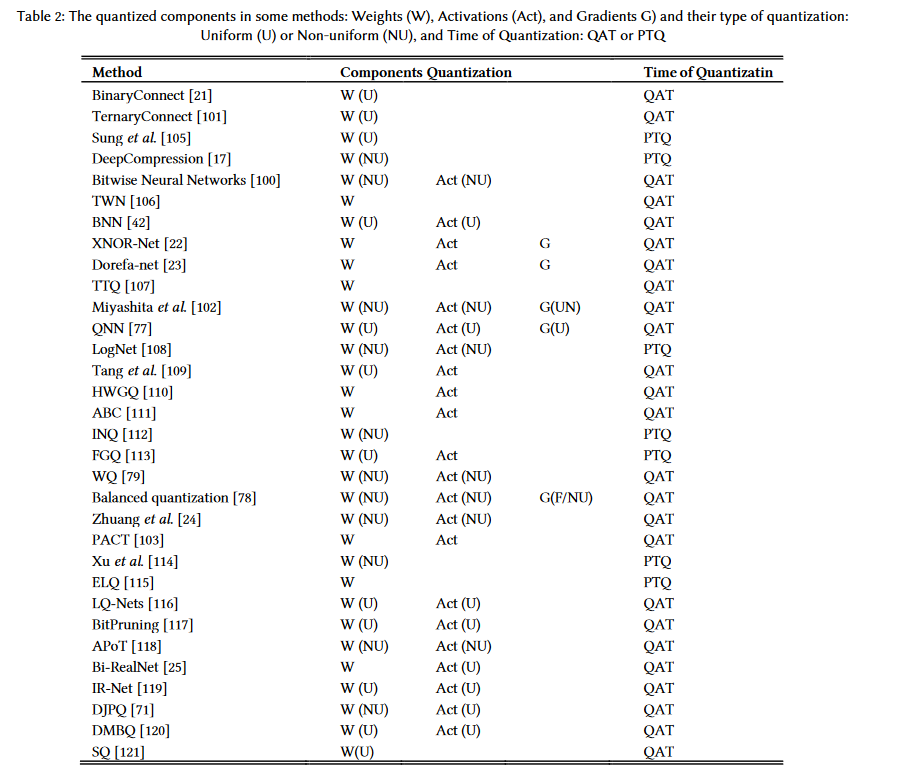 Table 2: The quantized components in some methods: Weights (W), Activations (Act), and Gradients G) and their type of quantization:
Uniform (U) or Non-uniform (NU), and Time of Quantization: QAT or PTQ
Method Components Quantization Time of Quantizatin
BinaryConnect [21] W (U) QAT
TernaryConnect [101] W (U) QAT
Sung et al. [105] W (U) PTQ
DeepCompression [17] W (NU) PTQ
Bitwise Neural Networks [100] W (NU) Act (NU) QAT
TWN [106] W QAT
BNN [42] W (U) Act (U) QAT
XNOR-Net [22] W Act G QAT
Dorefa-net [23] W Act G QAT
TTQ [107] W QAT
Miyashita et al. [102] W (NU) Act (NU) G(UN) QAT
QNN [77] W (U) Act (U) G(U) QAT
LogNet [108] W (NU) Act (NU) PTQ
Tang et al. [109] W (U) Act QAT
HWGQ [110] W Act QAT
ABC [111] W Act QAT
INQ [112] W (NU) PTQ
FGQ [113] W (U) Act PTQ
WQ [79] W (NU) Act (NU) QAT
Balanced quantization [78] W (NU) Act (NU) G(F/NU) QAT
Zhuang et al. [24] W (NU) Act (NU) QAT
PACT [103] W Act QAT
Xu et al. [114] W (NU) PTQ
ELQ [115] W PTQ
LQ-Nets [116] W (U) Act (U) QAT
BitPruning [117] W (U) Act (U) QAT
APoT [118] W (NU) Act (NU) QAT
Bi-RealNet [25] W Act (U) QAT
IR-Net [119] W (U) Act (U) QAT
DJPQ [71] W (NU) Act (U) QAT
DMBQ [120] W (U) Act (U) QAT
SQ [121] W(U) QAT